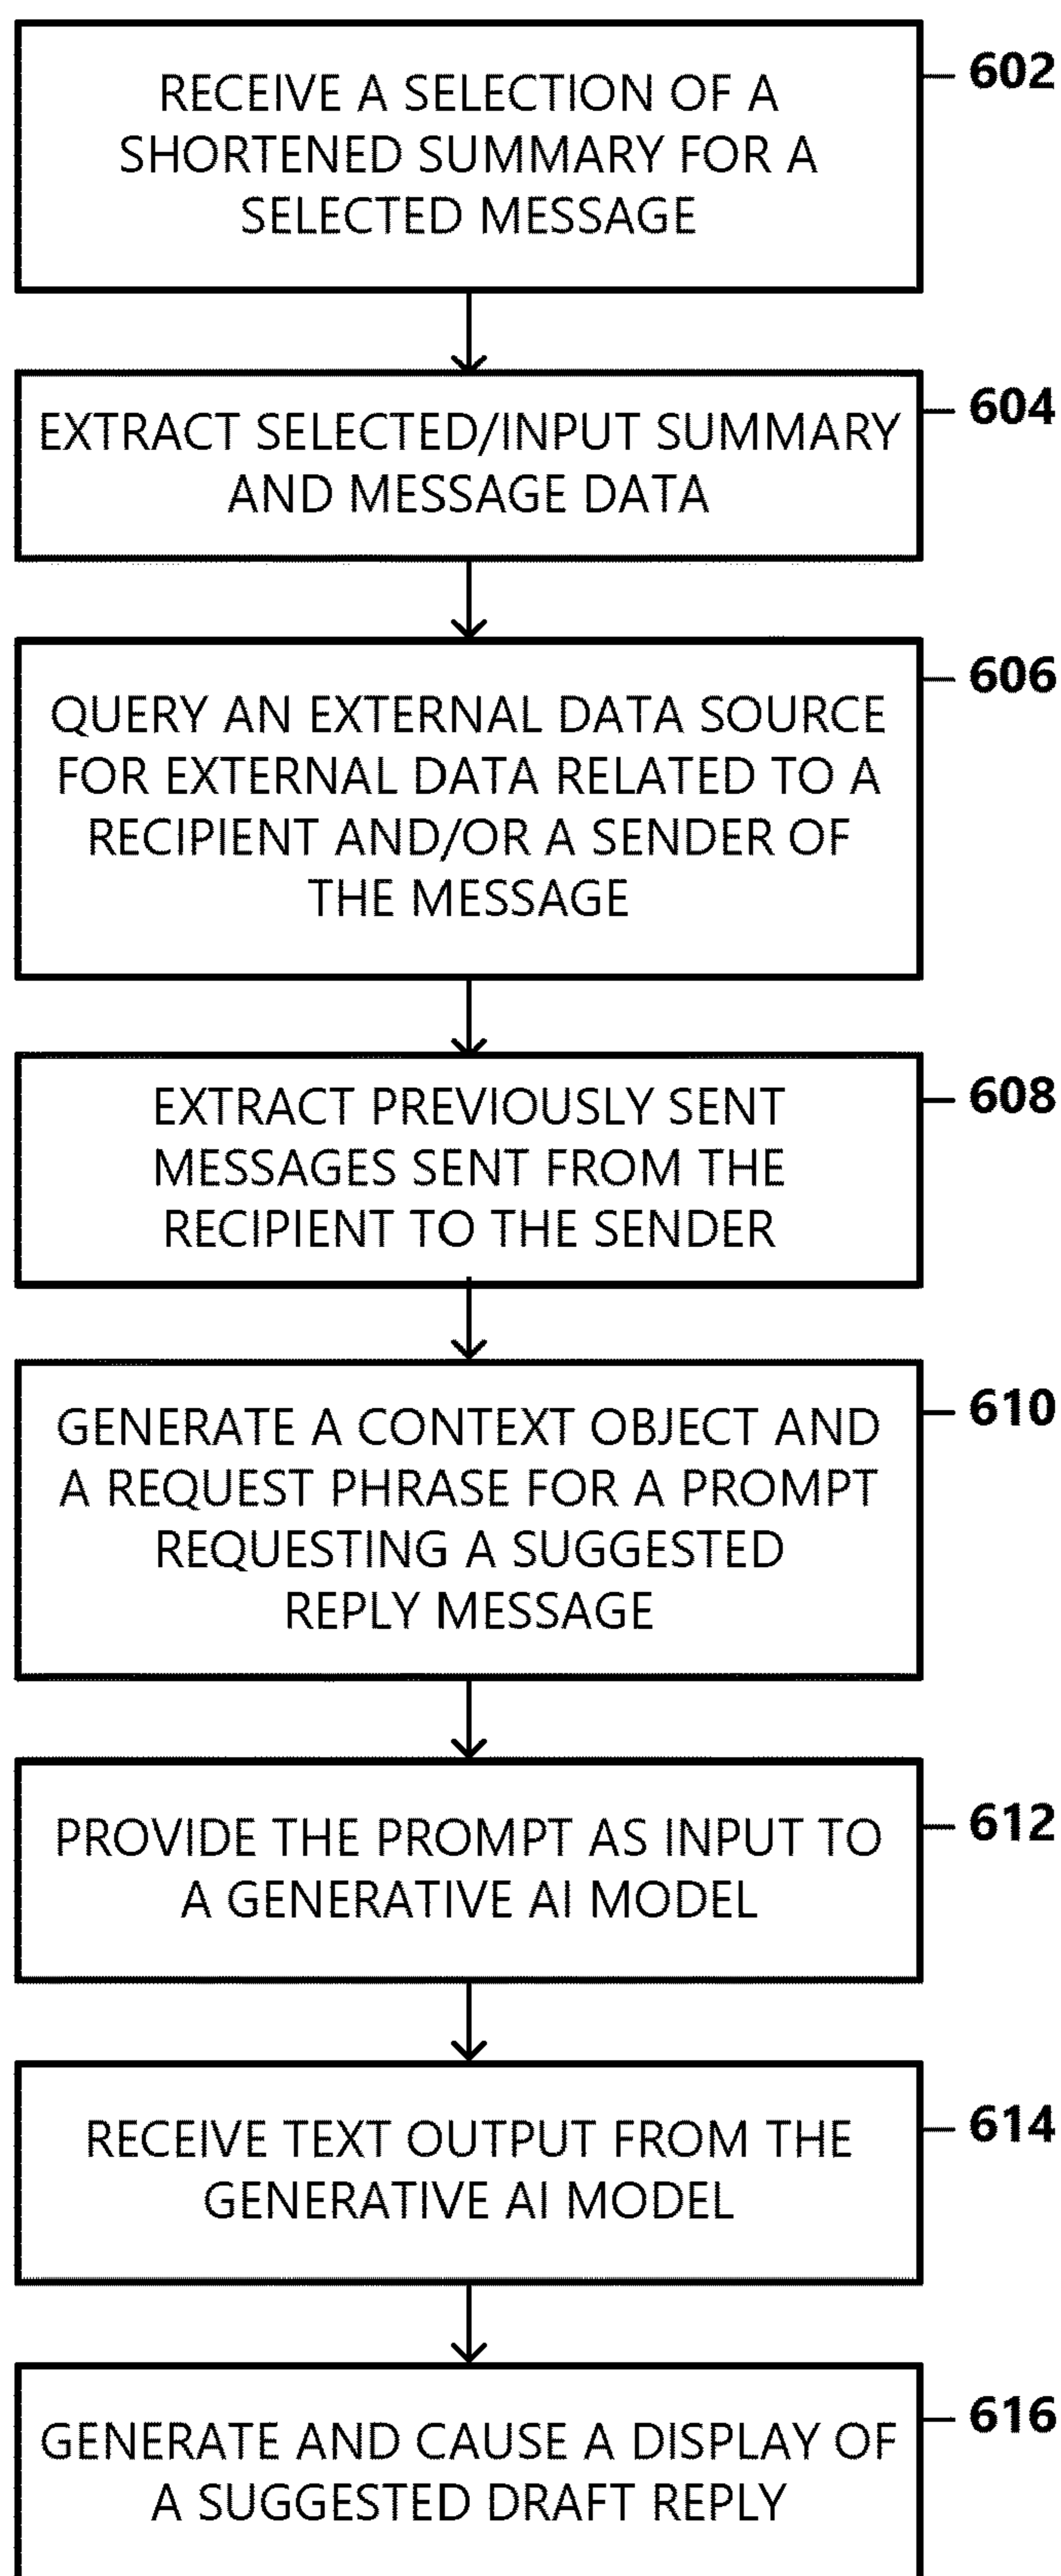 RECEIVE A SELECTION OF A
SHORTENED SUMMARY FOR A
SELECTED MESSAGE
602
EXTRACT SELECTED/INPUT SUMMARY
AND MESSAGE DATA
604
QUERY AN EXTERNAL DATA SOURCE
FOR EXTERNAL DATA RELATED TO A
RECIPIENT AND/OR A SENDER OF
THE MESSAGE
606
EXTRACT PREVIOUSLY SENT
MESSAGES SENT FROM THE
RECIPIENT TO THE SENDER
608
GENERATE A CONTEXT OBJECT AND
A REQUEST PHRASE FOR A PROMPT
REQUESTING A SUGGESTED
REPLY MESSAGE
610
PROVIDE THE PROMPT AS INPUT TO
A GENERATIVE AI MODEL
612
RECEIVE TEXT OUTPUT FROM THE
GENERATIVE AI MODEL
614
GENERATE AND CAUSE A DISPLAY OF
A SUGGESTED DRAFT REPLY
616